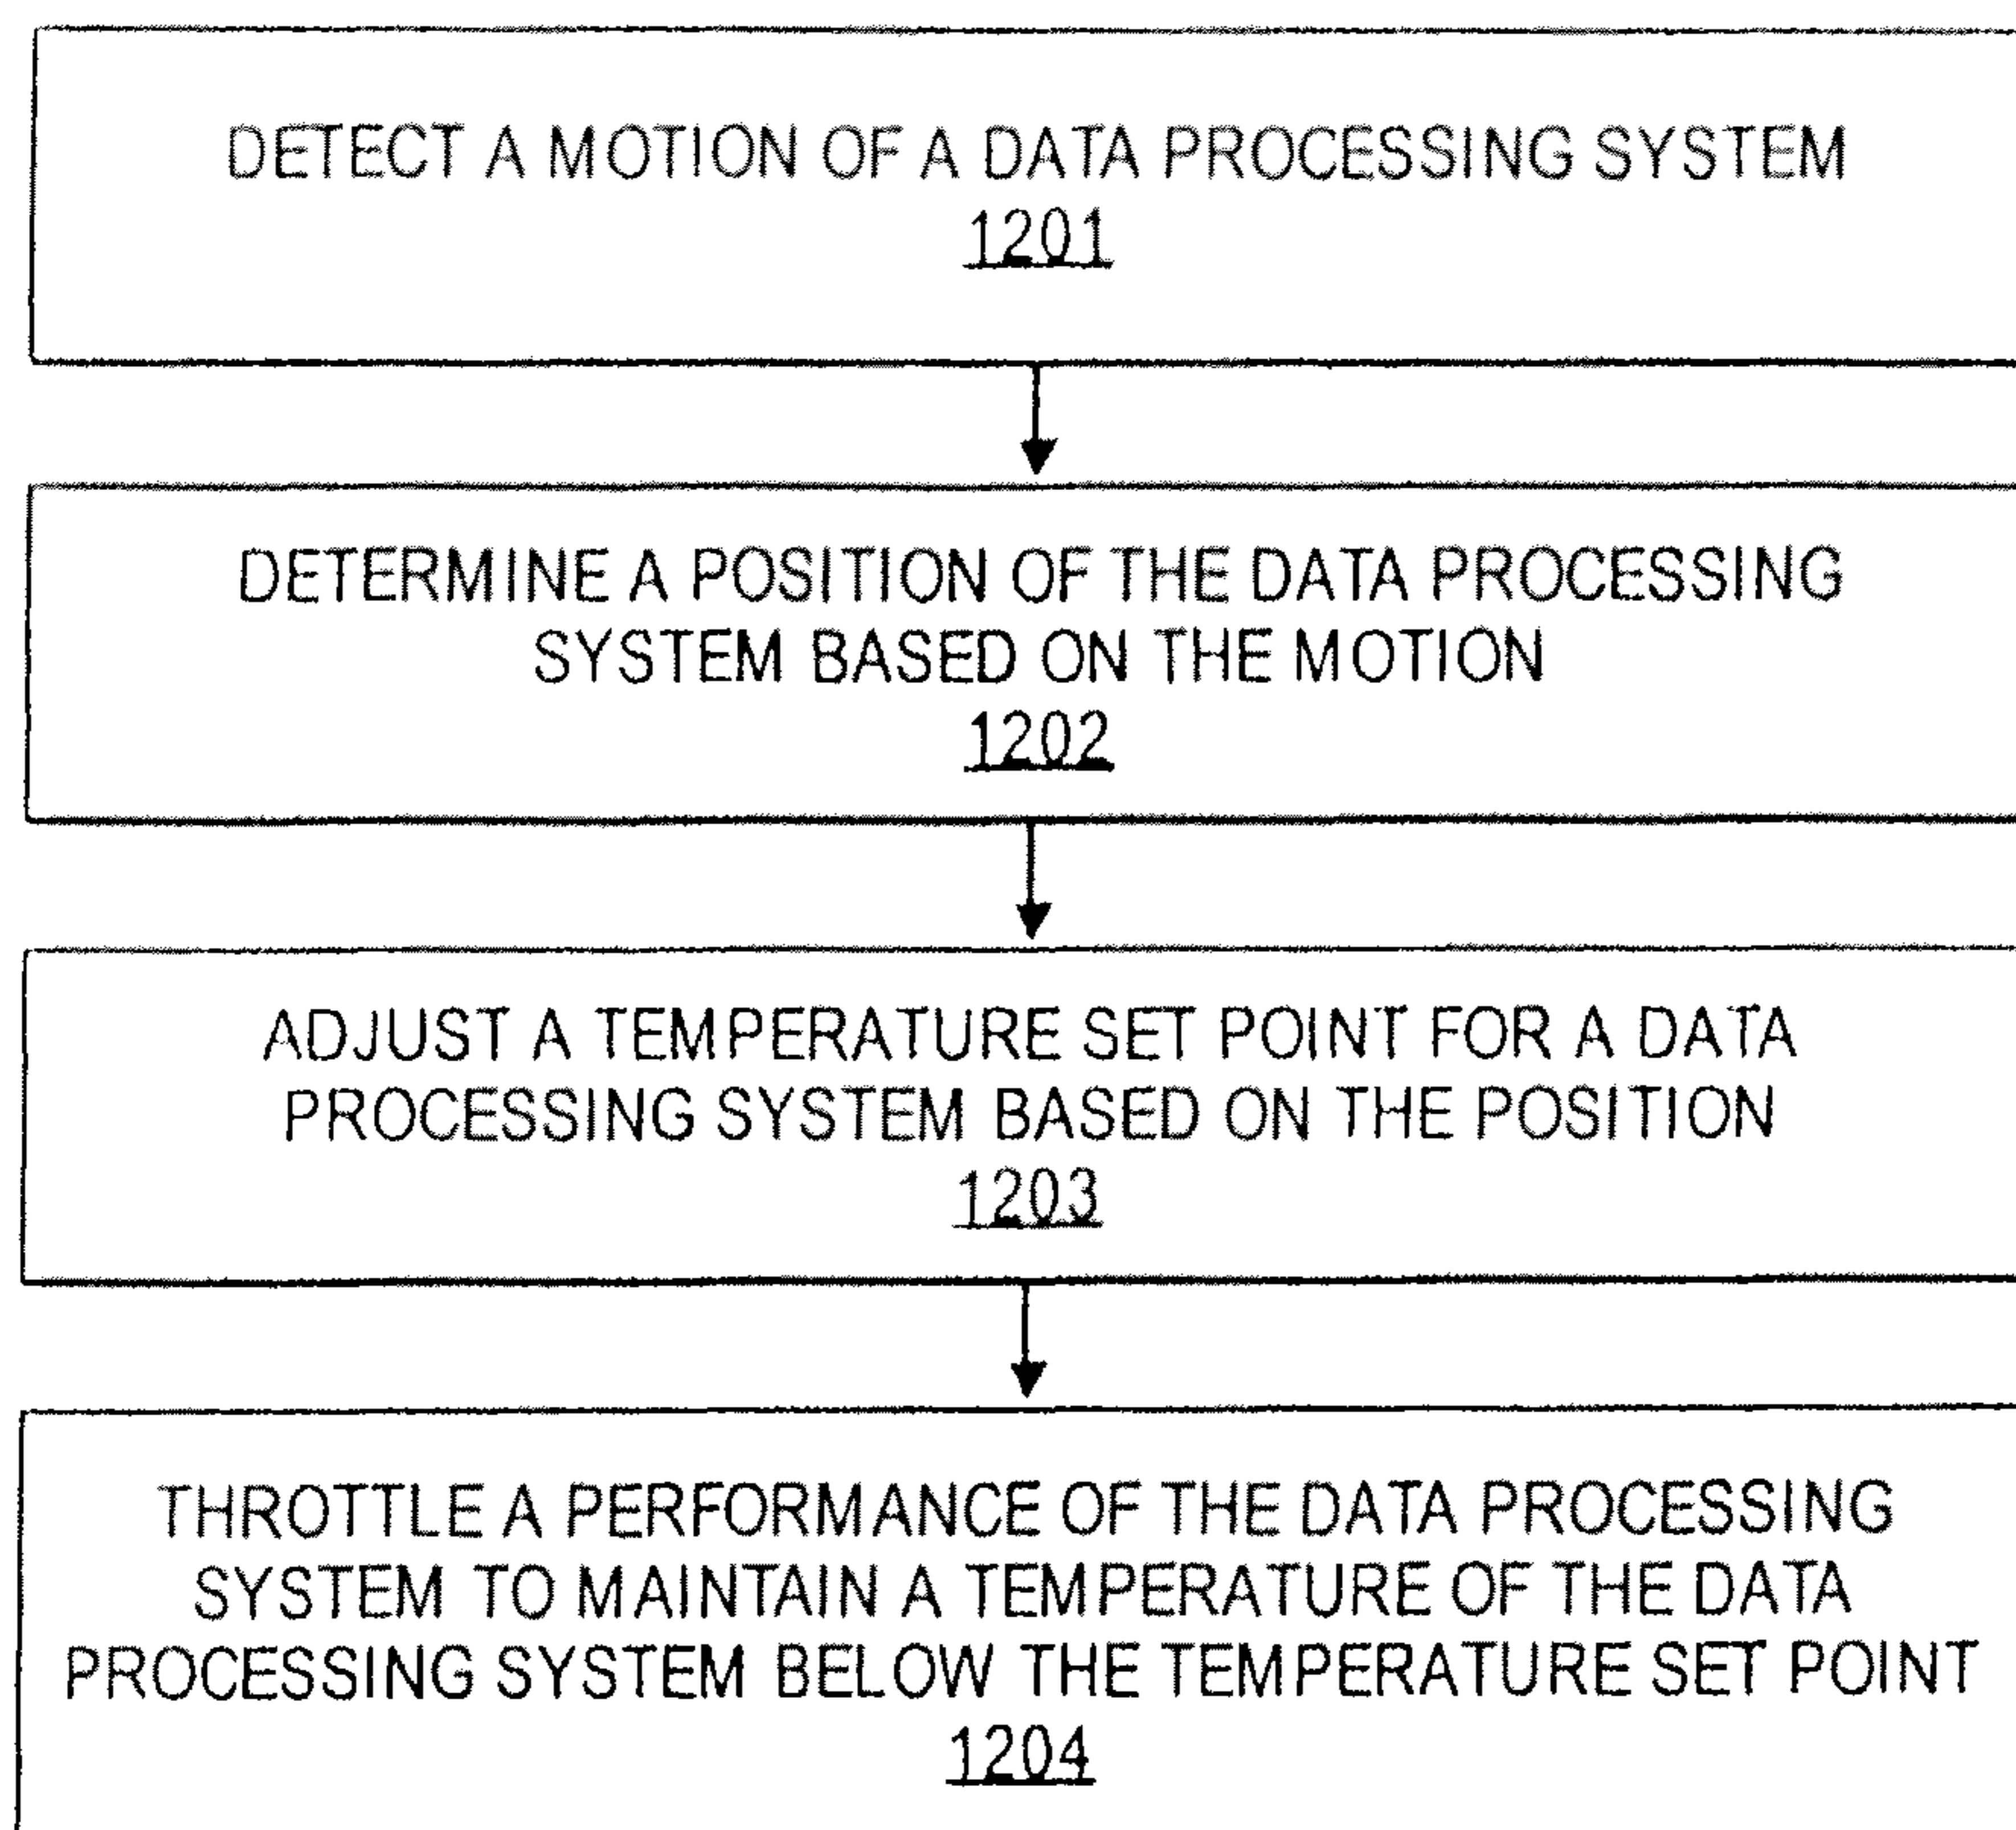 DETECT A MOTION OF A DATA PROCESSING SYSTEM
1201
DETERMINE A POSITION OF THE DATA PROCESSING
SYSTEM BASED ON THE MOTION
1202
ADJUST A TEMPERATURE SET POINT FOR A DATA
PROCESSING SYSTEM BASED ON THE POSITION
1203
THROTTLE A PERFORMANCE OF THE DATA PROCESSING
SYSTEM TO MAINTAIN A TEMPERATURE OF THE DATA
PROCESSING SYSTEM BELOW THE TEMPERATURE SET POINT
1204